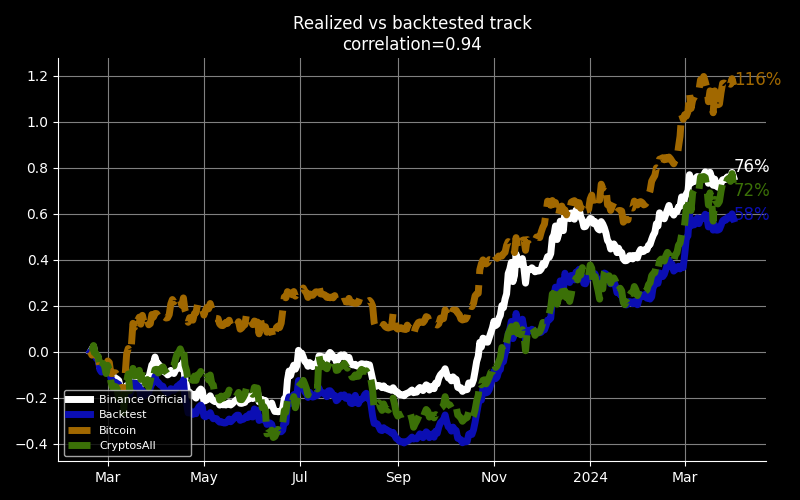 Realized vs backtested track
correlation=0.94
1.2
1.0
0.8
0.6
0.4
0.2
0.0
−0.2
−0.4
116%
76%
72%
58%
Binance Official
Backtest
Bitcoin
CryptosAll
Mar
May
Jul
Sep
Nov
2024
Mar